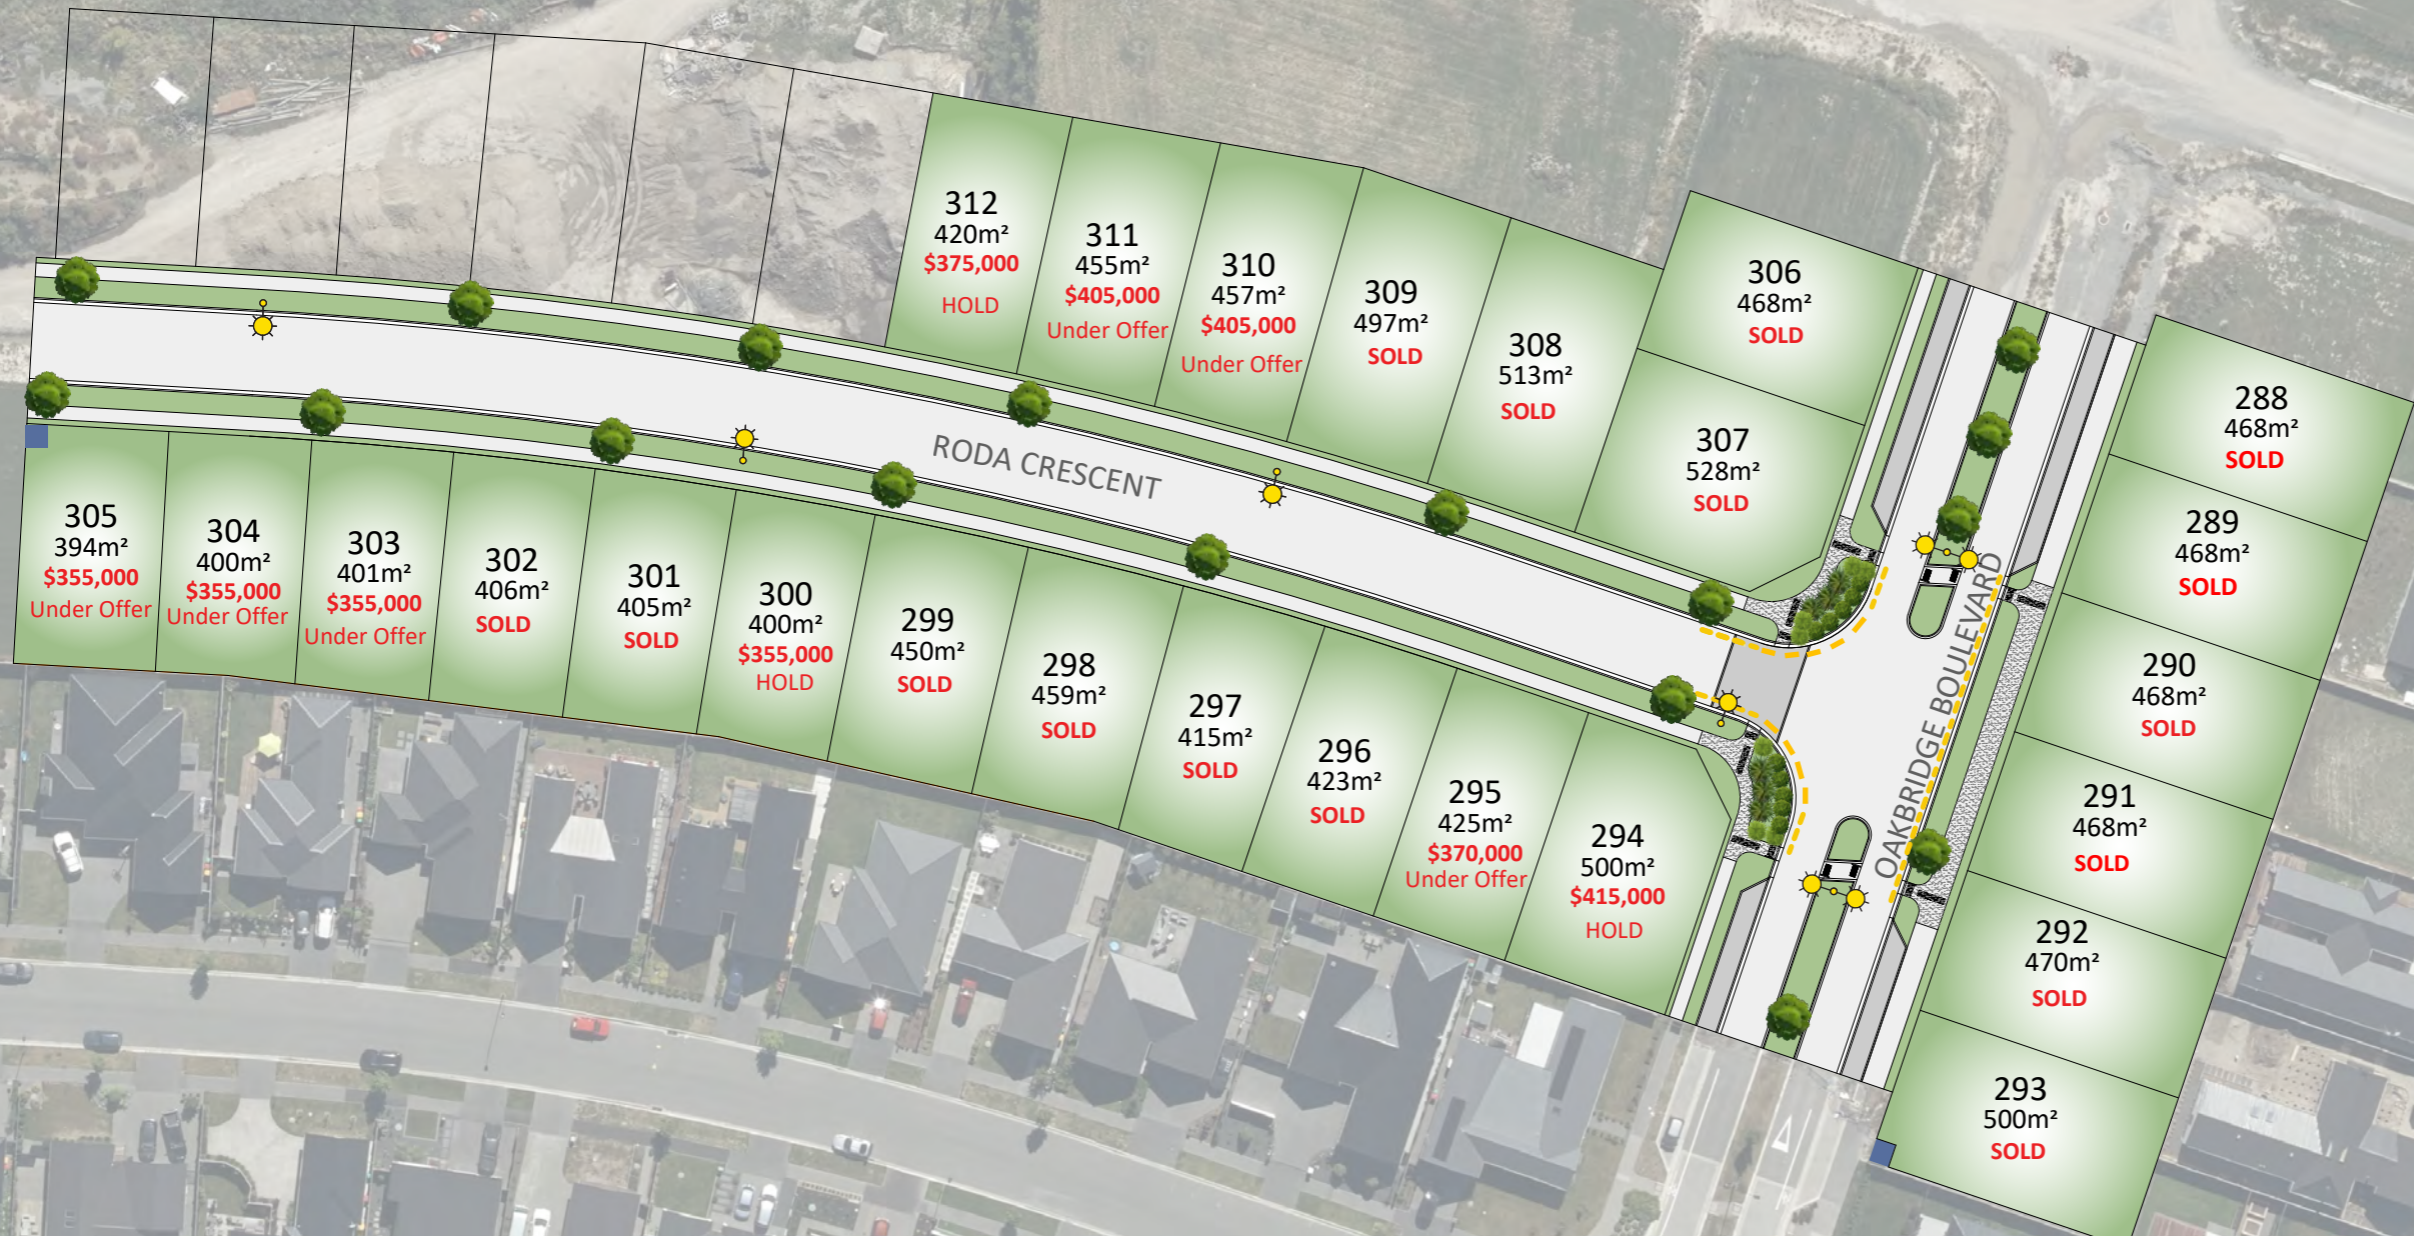 312
420m²
$375,000
HOLD
311
455m²
$405,000
Under Offer
310
457m²
$405,000
Under Offer
309
497m²
SOLD
308
513m²
SOLD
306
468m²
SOLD
307
528m²
SOLD
288
468m²
SOLD
289
468m²
SOLD
290
468m²
SOLD
291
468m²
SOLD
292
470m²
SOLD
293
500m²
SOLD
RODA CRESCENT
OAKBRIDGE BOULEVARD
305
394m²
$355,000
Under Offer
304
400m²
$355,000
Under Offer
303
401m²
$355,000
Under Offer
302
406m²
SOLD
301
405m²
SOLD
300
400m²
$355,000
HOLD
299
450m²
SOLD
298
459m²
SOLD
297
415m²
SOLD
296
423m²
SOLD
295
425m²
$370,000
Under Offer
294
500m²
$415,000
HOLD